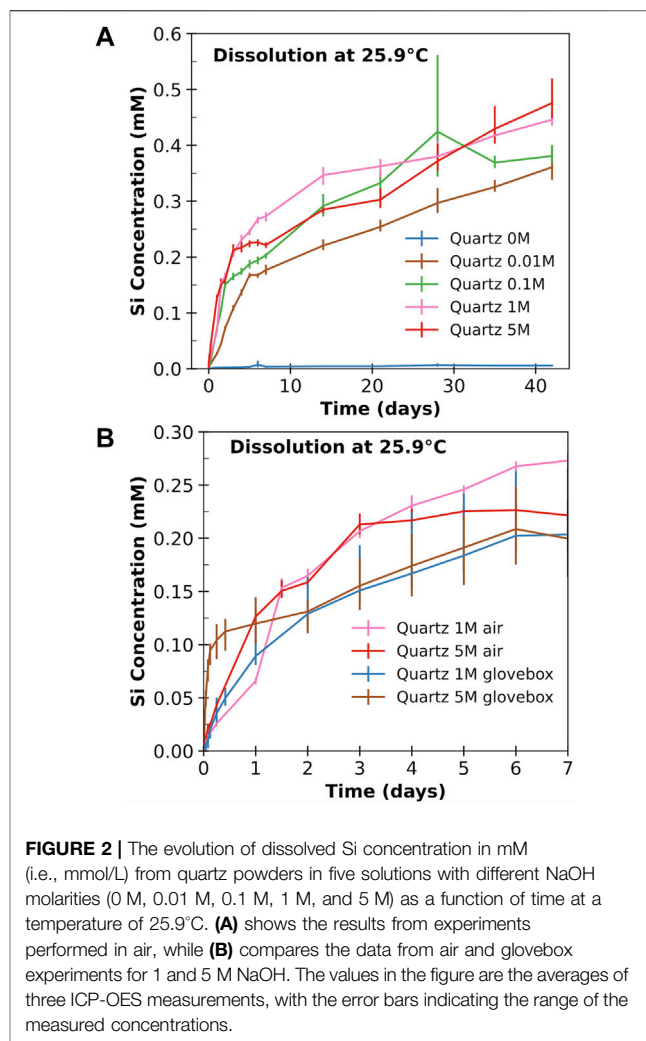 A
Dissolution at 25.9°C
Si Concentration (mM)
0.6
0.5
0.4
0.3
0.2
0.1
0.0
Quartz 0M
Quartz 0.01M
Quartz 0.1M
Quartz 1M
Quartz 5M
0 10 20 30 40
Time (days)
B
Dissolution at 25.9°C
Si Concentration (mM)
0.30
0.25
0.20
0.15
0.10
0.05
0.00
Quartz 1M air
Quartz 5M air
Quartz 1M glovebox
Quartz 5M glovebox
0 1 2 3 4 5 6 7
Time (days)
FIGURE 2 | The evolution of dissolved Si concentration in mM
(i.e., mmol/L) from quartz powders in five solutions with different NaOH
molarities (0 M, 0.01 M, 0.1 M, 1 M, and 5 M) as a function of time at a
temperature of 25.9°C. (A) shows the results from experiments
performed in air, while (B) compares the data from air and glovebox
experiments for 1 and 5 M NaOH. The values in the figure are the averages of
three ICP-OES measurements, with the error bars indicating the range of the
measured concentrations.